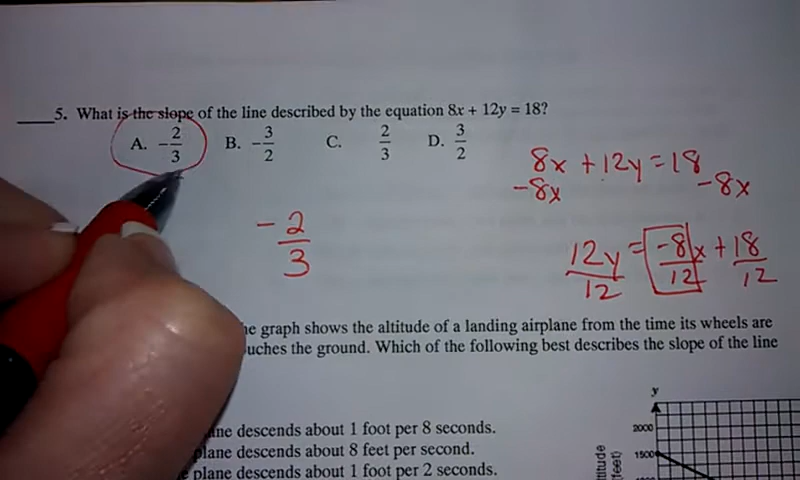 5. What is the slope of the line described by the equation 8x + 12y = 18?
A. -2/3 B. -3/2 C. 2/3 D. 3/2
8x + 12y = 18
-8x -8x
-2/3
12y/12 = -8/12 x + 18/12
he graph shows the altitude of a landing airplane from the time its wheels are
uches the ground. Which of the following best describes the slope of the line
ane descends about 1 foot per 8 seconds.
plane descends about 8 feet per second.
plane descends about 1 foot per 2 seconds.
y
2000
1500
titude
feet)